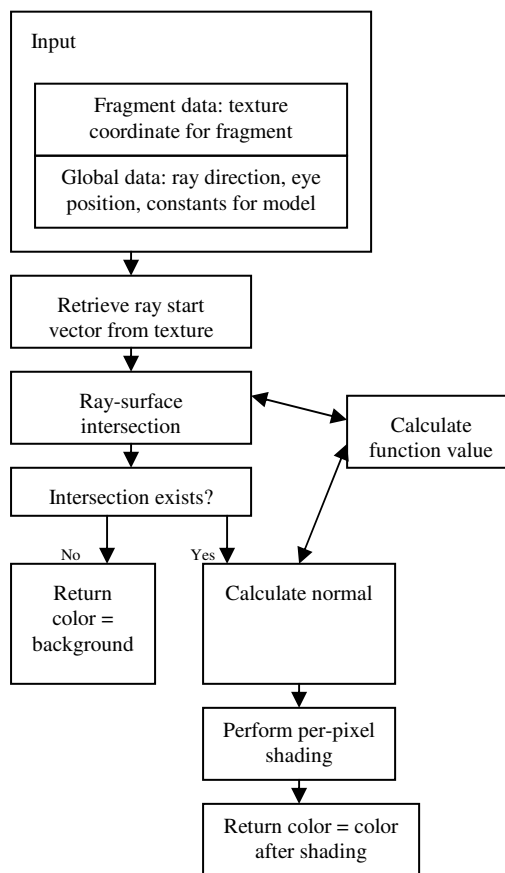 Input
Fragment data: texture
coordinate for fragment
Global data: ray direction, eye
position, constants for model
Retrieve ray start
vector from texture
Ray-surface
intersection
Calculate
function value
Intersection exists?
No
Yes
Return
color =
background
Calculate normal
Perform per-pixel
shading
Return color = color
after shading